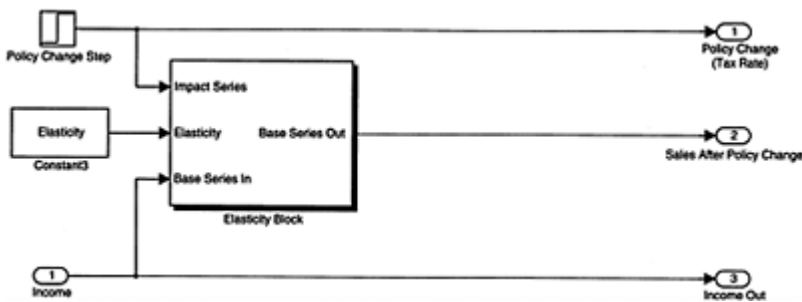 1
Policy Change Step
Policy Change
(Tax Rate)
Impact Series
Elasticity
Elasticity
Base Series Out
2
Constant3
Sales After Policy Change
Base Series In
Elasticity Block
1
3
Income
Income Out